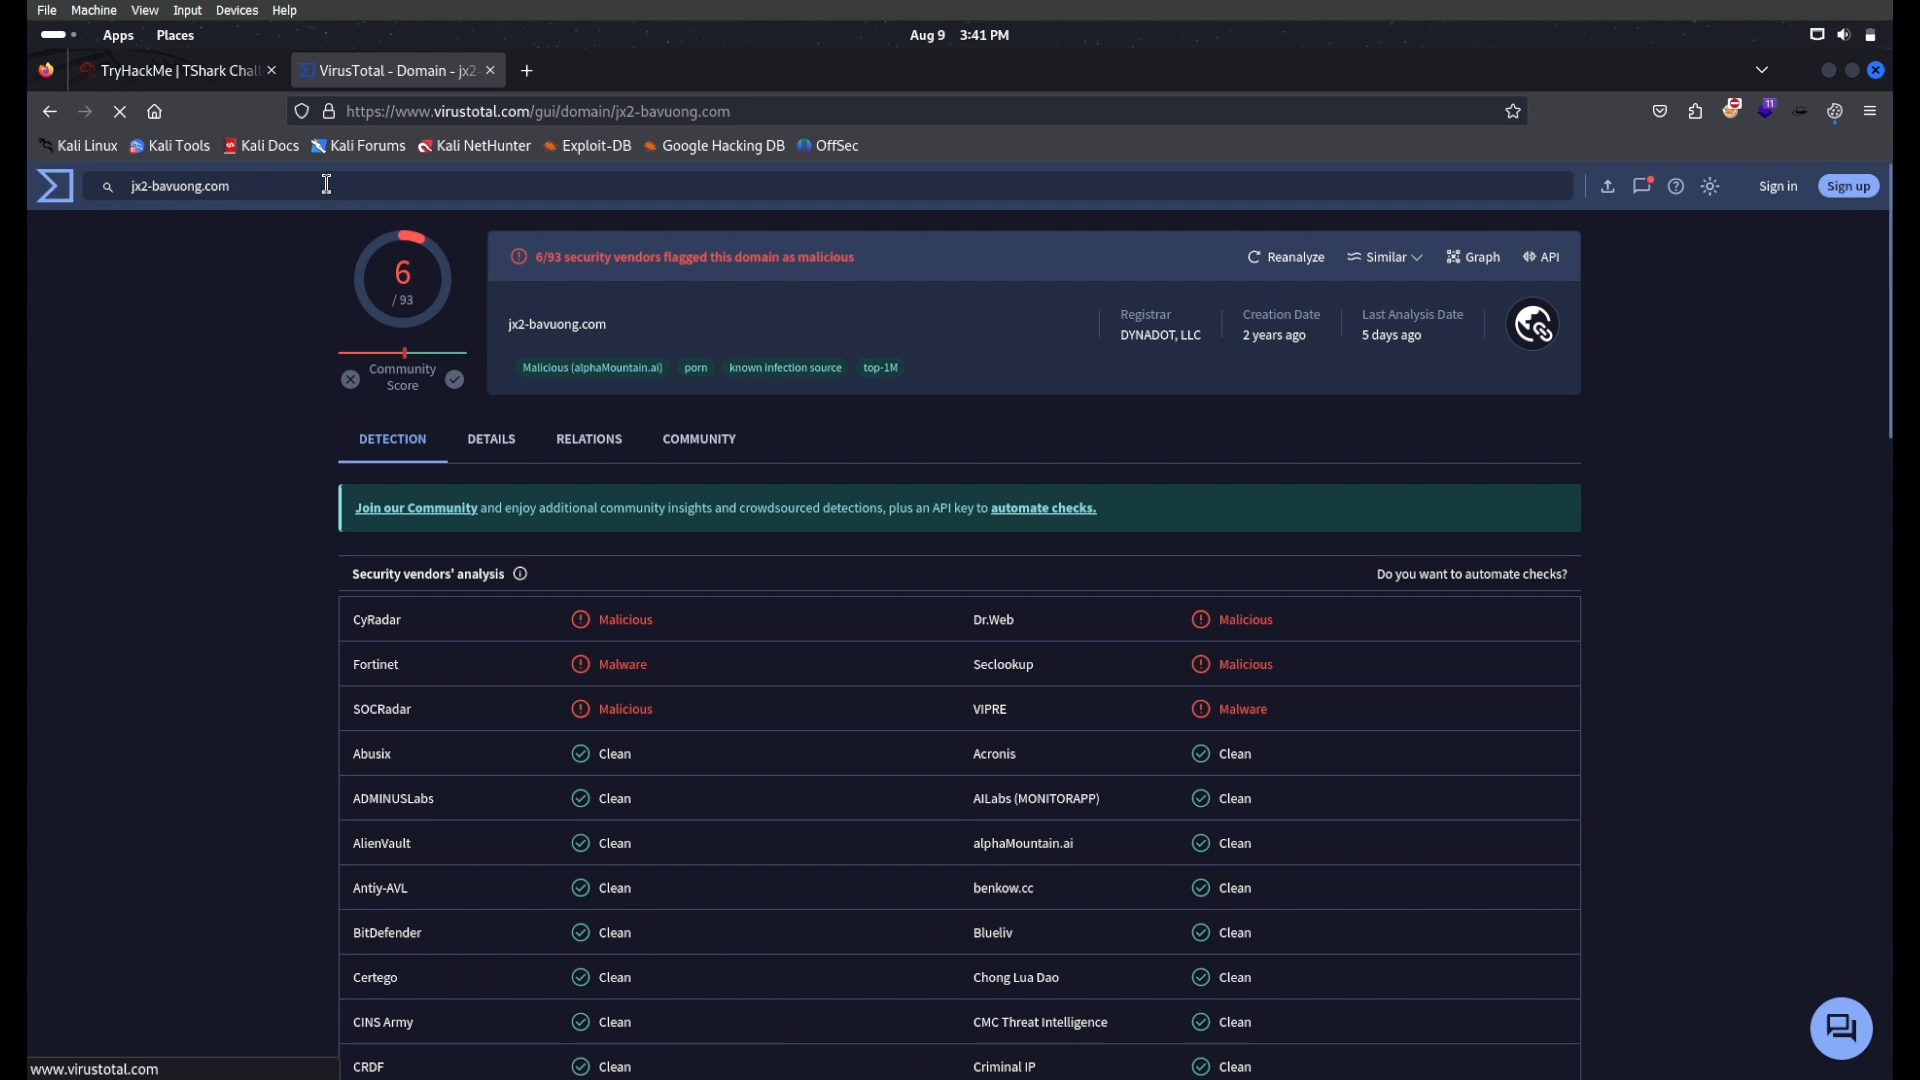 File Machine View Input Devices Help
Apps Places Aug 9 3:41 PM
TryHackMe | TShark Chal VirusTotal - Domain - jx2-
https://www.virustotal.com/gui/domain/jx2-bavuong.com 11
Kali Linux Kali Tools Kali Docs Kali Forums Kali NetHunter Exploit-DB Google Hacking DB OffSec
jx2-bavuong.com Sign in Sign up
6
/ 93
6/93 security vendors flagged this domain as malicious Reanalyze Similar Graph API
jx2-bavuong.com
Registrar Creation Date Last Analysis Date
DYNADOT, LLC 2 years ago 5 days ago
Malicious (alphaMountain.ai) porn known infection source top-1M
Community
Score
DETECTION DETAILS RELATIONS COMMUNITY
Join our Community and enjoy additional community insights and crowdsourced detections, plus an API key to automate checks.
Security vendors' analysis Do you want to automate checks?
CyRadar Malicious Dr.Web Malicious
Fortinet Malware Seclookup Malicious
SOCRadar Malicious VIPRE Malware
Abusix Clean Acronis Clean
ADMINUSLabs Clean AILabs (MONITORAPP) Clean
AlienVault Clean alphaMountain.ai Clean
Antiy-AVL Clean benkow.cc Clean
BitDefender Clean Blueliv Clean
Certego Clean Chong Lua Dao Clean
CINS Army Clean CMC Threat Intelligence Clean
CRDF Clean Criminal IP Clean
www.virustotal.com